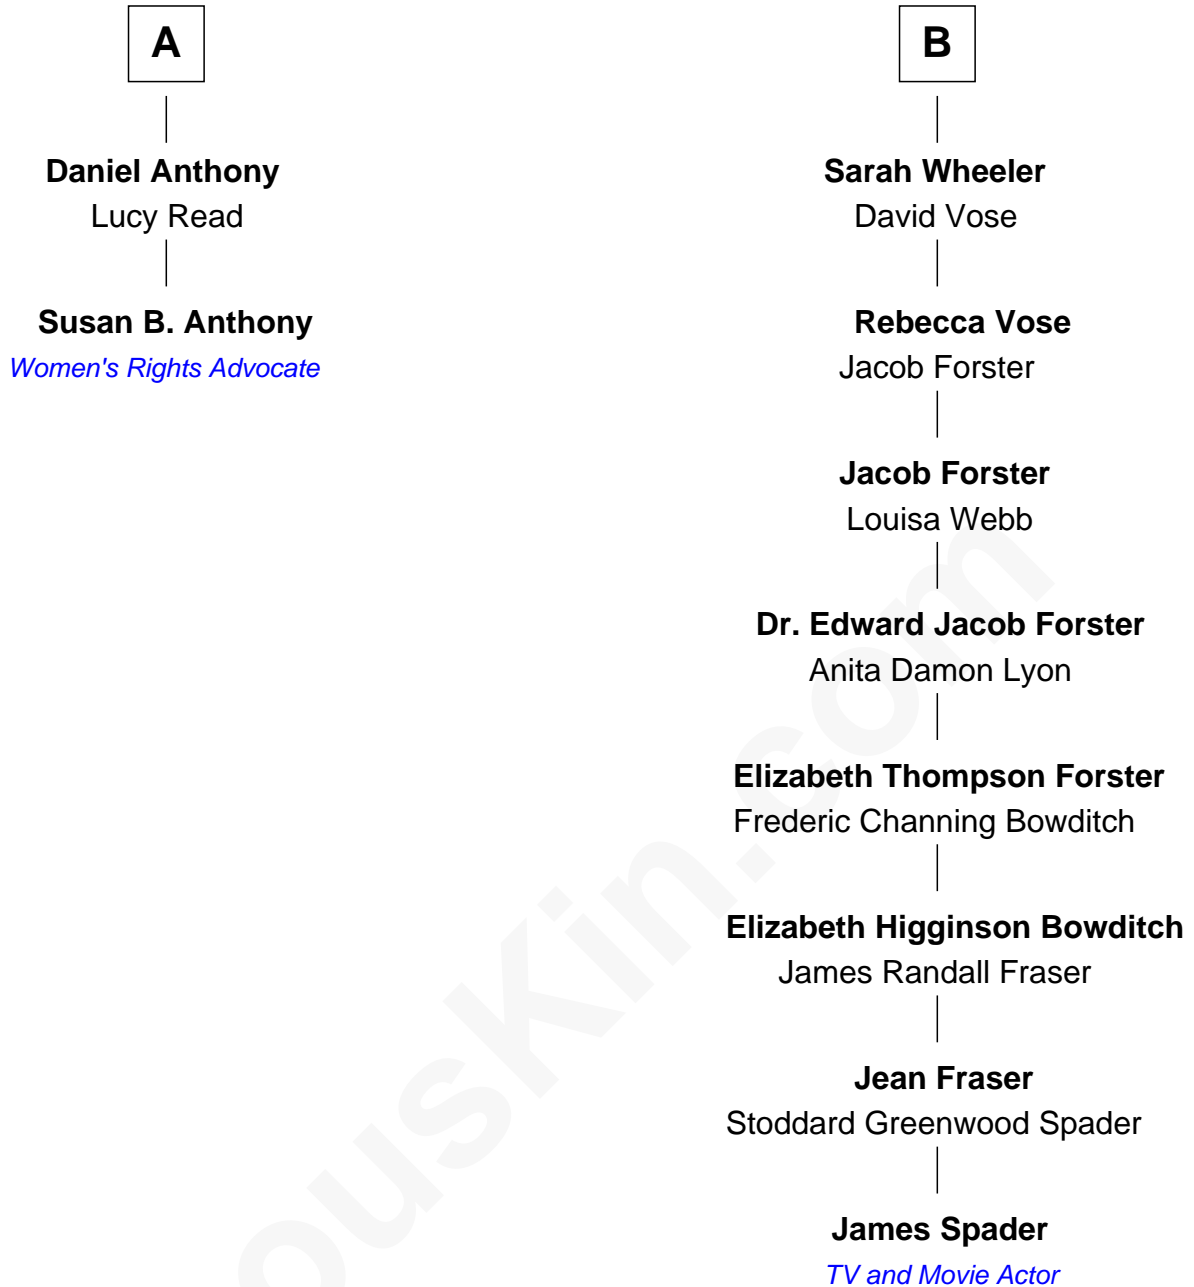 A
Daniel Anthony
Lucy Read
Susan B. Anthony
Women's Rights Advocate
B
Sarah Wheeler
David Vose
Rebecca Vose
Jacob Forster
Jacob Forster
Louisa Webb
Dr. Edward Jacob Forster
Anita Damon Lyon
Elizabeth Thompson Forster
Frederic Channing Bowditch
Elizabeth Higginson Bowditch
James Randall Fraser
Jean Fraser
Stoddard Greenwood Spader
James Spader
TV and Movie Actor
ouskin.com